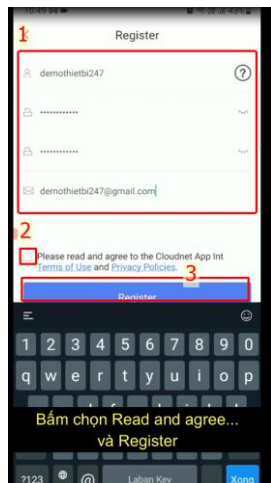 1
Register
demothietbi247
?
············
············
demothietbi247@gmail.com
2
Please read and agree to the Cloudnet App Int
Terms of Use and Privacy Policies.
3
Register
1 2 3 4 5 6 7 8 9 0
q w e r t y u i o p
Bấm chọn Read and agree...
và Register
?123 @ Laban Key Xong